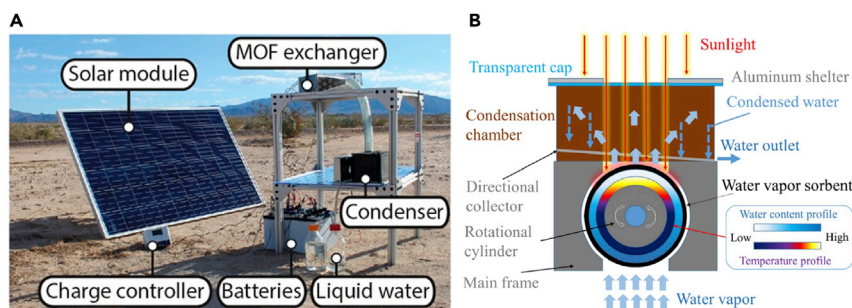 A
MOF exchanger
Solar module
Condenser
Charge controller
Batteries
Liquid water
B
Sunlight
Transparent cap
Aluminum shelter
Condensation
chamber
Condensed
water
Water outlet
Directional
collector
Water vapor sorbent
Rotational
cylinder
Water content profile
Low
High
Temperature profile
Main frame
Water vapor